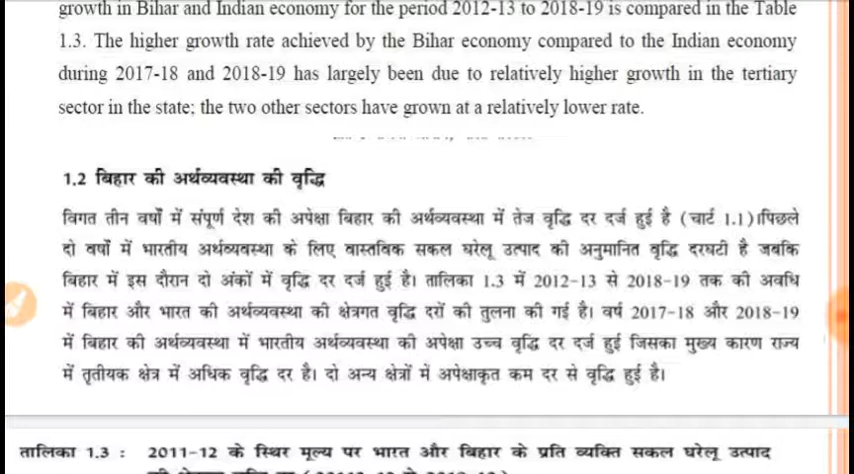 growth in Bihar and Indian economy for the period 2012-13 to 2018-19 is compared in the Table
1.3. The higher growth rate achieved by the Bihar economy compared to the Indian economy
during 2017-18 and 2018-19 has largely been due to relatively higher growth in the tertiary
sector in the state; the two other sectors have grown at a relatively lower rate.
1.2 बिहार की अर्थव्यवस्था की वृद्धि
विगत तीन वर्षों में संपूर्ण देश की अपेक्षा बिहार की अर्थव्यवस्था में तेज वृद्धि दर दर्ज हुई है (चार्ट 1.1)।पिछले
दो वर्षों में भारतीय अर्थव्यवस्था के लिए वास्तविक सकल घरेलू उत्पाद की अनुमानित वृद्धि दरघटी है जबकि
बिहार में इस दौरान दो अंकों में वृद्धि दर दर्ज हुई है। तालिका 1.3 में 2012-13 से 2018-19 तक की अवधि
में बिहार और भारत की अर्थव्यवस्था की क्षेत्रगत वृद्धि दरों की तुलना की गई है। वर्ष 2017-18 और 2018-19
में बिहार की अर्थव्यवस्था में भारतीय अर्थव्यवस्था की अपेक्षा उच्च वृद्धि दर दर्ज हुई जिसका मुख्य कारण राज्य
में तृतीयक क्षेत्र में अधिक वृद्धि दर है। दो अन्य क्षेत्रों में अपेक्षाकृत कम दर से वृद्धि हुई है।
तालिका 1.3 : 2011-12 के स्थिर मूल्य पर भारत और बिहार के प्रति व्यक्ति सकल घरेलू उत्पाद